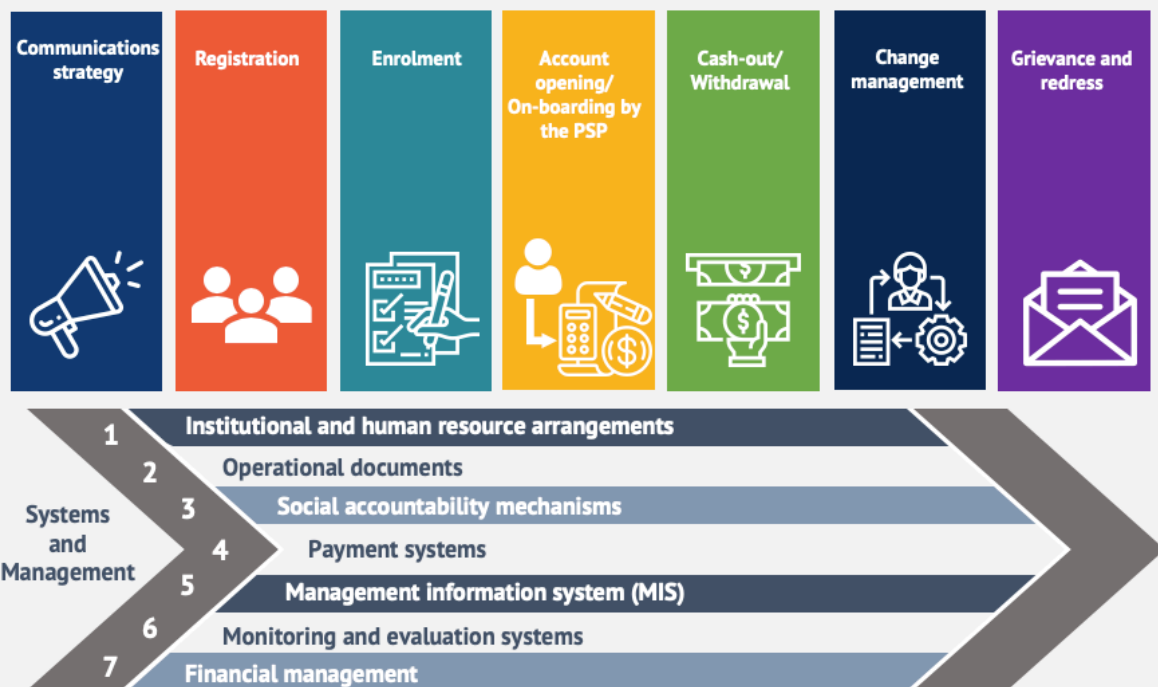 Communications
strategy
Registration
Enrolment
Account
opening/
On-boarding by
the PSP
Cash-out/
Withdrawal
Change
management
Grievance and
redress
Systems
and
Management
1
Institutional and human resource arrangements
2
Operational documents
3
Social accountability mechanisms
4
Payment systems
5
Management information system (MIS)
6
Monitoring and evaluation systems
7
Financial management